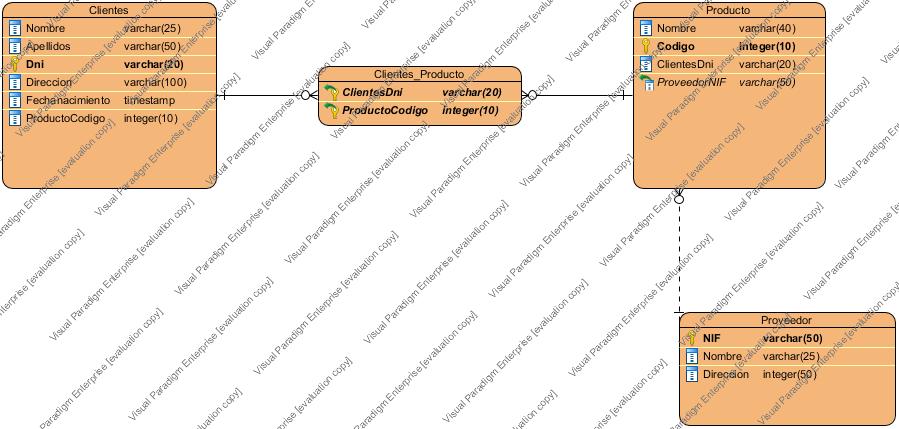 Clientes
Nombre varchar(25)
Apellidos varchar(50)
Dni varchar(20)
Direccion varchar(100)
Fechanacimiento timestamp
ProductoCodigo integer(10)
Clientes_Producto
ClientesDni varchar(20)
ProductoCodigo integer(10)
Producto
Nombre varchar(40)
Codigo integer(10)
ClientesDni varchar(20)
ProveedorNIF varchar(50)
Proveedor
NIF varchar(50)
Nombre varchar(25)
Direccion integer(50)
Visual Paradigm Enterprise [evaluation copy]